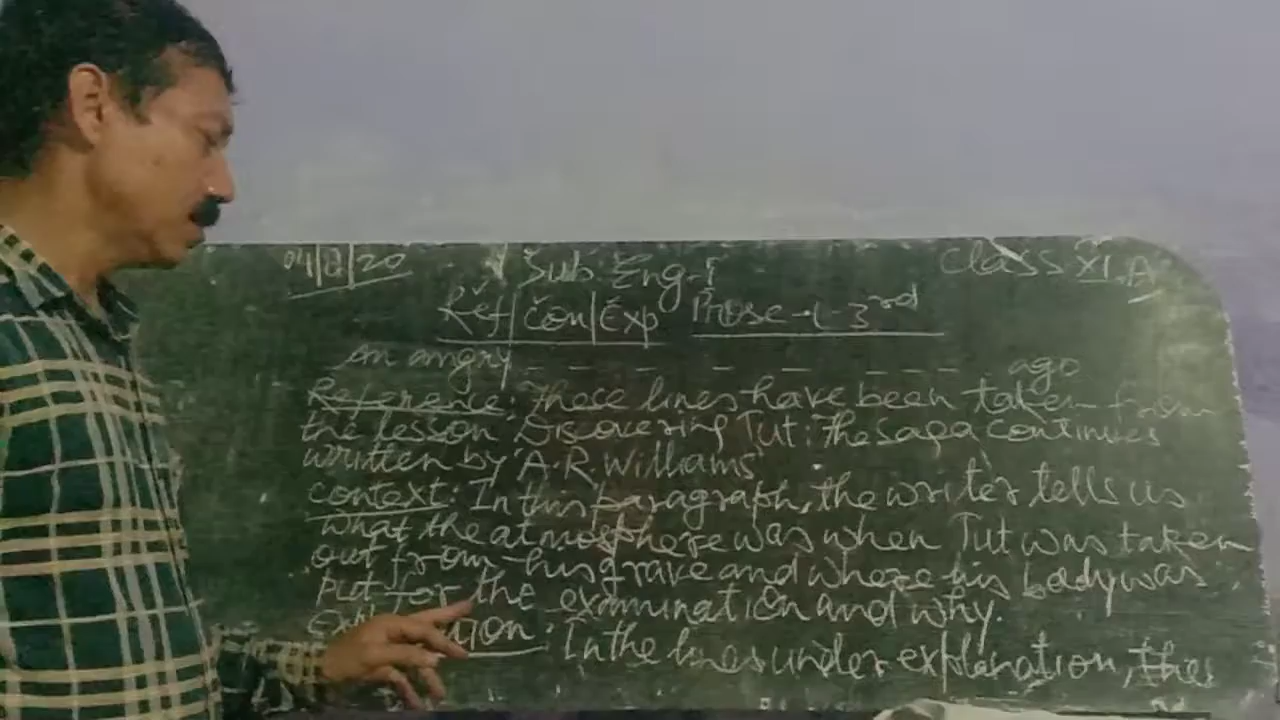 04/8/20 Sub. Eng-I Class XI.A
Ref/Con/Exp Prose-1-3rd
An angry - - - - - - - ago
Reference: These lines have been taken from
the lesson Discovering Tut: The saga continues
written by 'A.R. Williams'
context: In this paragraph, the writer tells us
what the atmosphere was when Tut was taken
out from his grave and where his body was
put for the examination and why.
: In the lines under explanation,